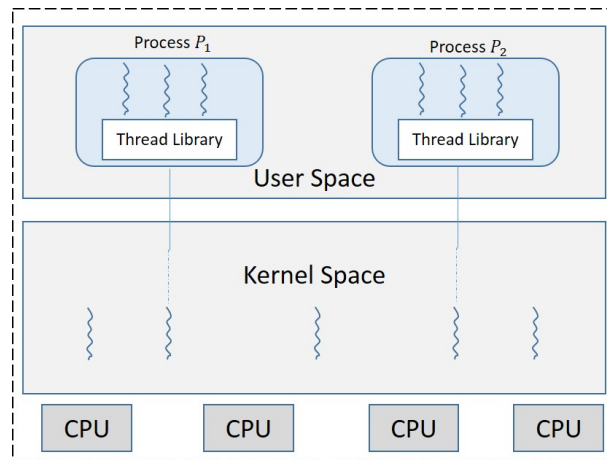 Process P₁
Process P₂
Thread Library
Thread Library
User Space
Kernel Space
CPU
CPU
CPU
CPU